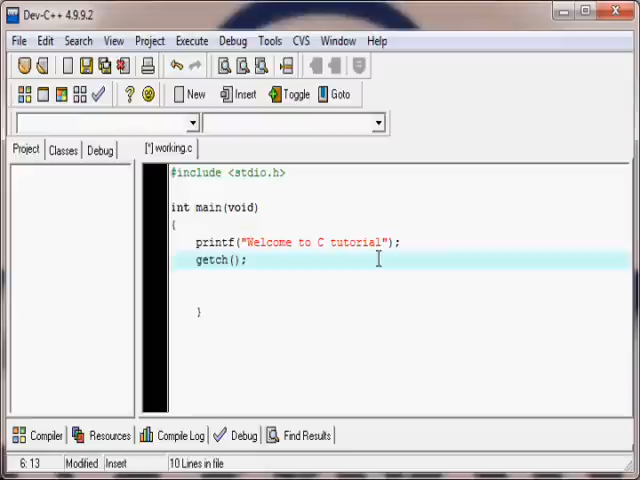 Dev-C++ 4.9.9.2
File Edit Search View Project Execute Debug Tools CVS Window Help
New Insert Toggle Goto
Project Classes Debug [*] working.c
#include <stdio.h>
int main(void)
{
printf("Welcome to C tutorial");
getch();
}
Compiler Resources Compile Log Debug Find Results
6: 13 Modified Insert 10 Lines in file